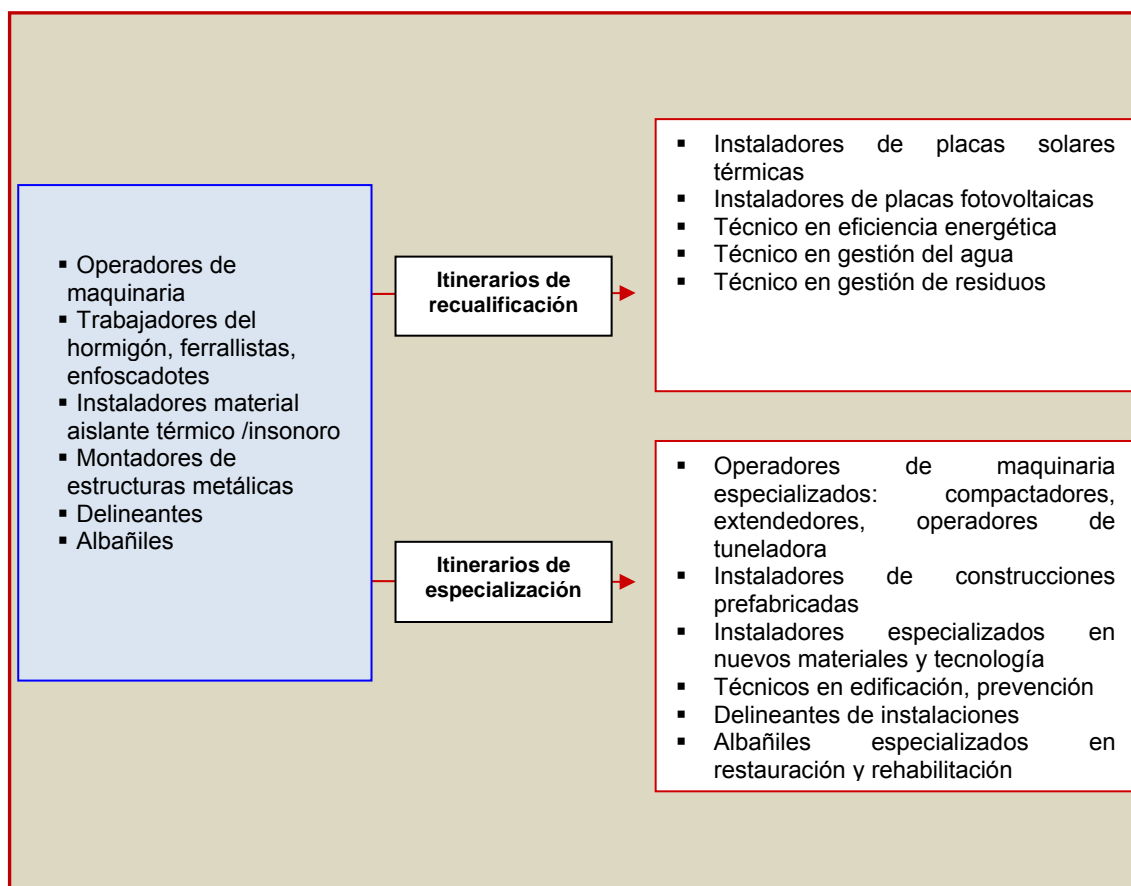 ▪ Operadores de
maquinaria
▪ Trabajadores del
hormigón, ferrallistas,
enfoscadotes
▪ Instaladores material
aislante térmico /insonoro
▪ Montadores de
estructuras metálicas
▪ Delineantes
▪ Albañiles
Itinerarios de
recualificación
▪ Instaladores de placas solares
térmicas
▪ Instaladores de placas fotovoltaicas
▪ Técnico en eficiencia energética
▪ Técnico en gestión del agua
▪ Técnico en gestión de residuos
Itinerarios de
especialización
▪ Operadores de maquinaria
especializados: compactadores,
extendedores, operadores de
tuneladora
▪ Instaladores de construcciones
prefabricadas
▪ Instaladores especializados en
nuevos materiales y tecnología
▪ Técnicos en edificación, prevención
▪ Delineantes de instalaciones
▪ Albañiles especializados en
restauración y rehabilitación